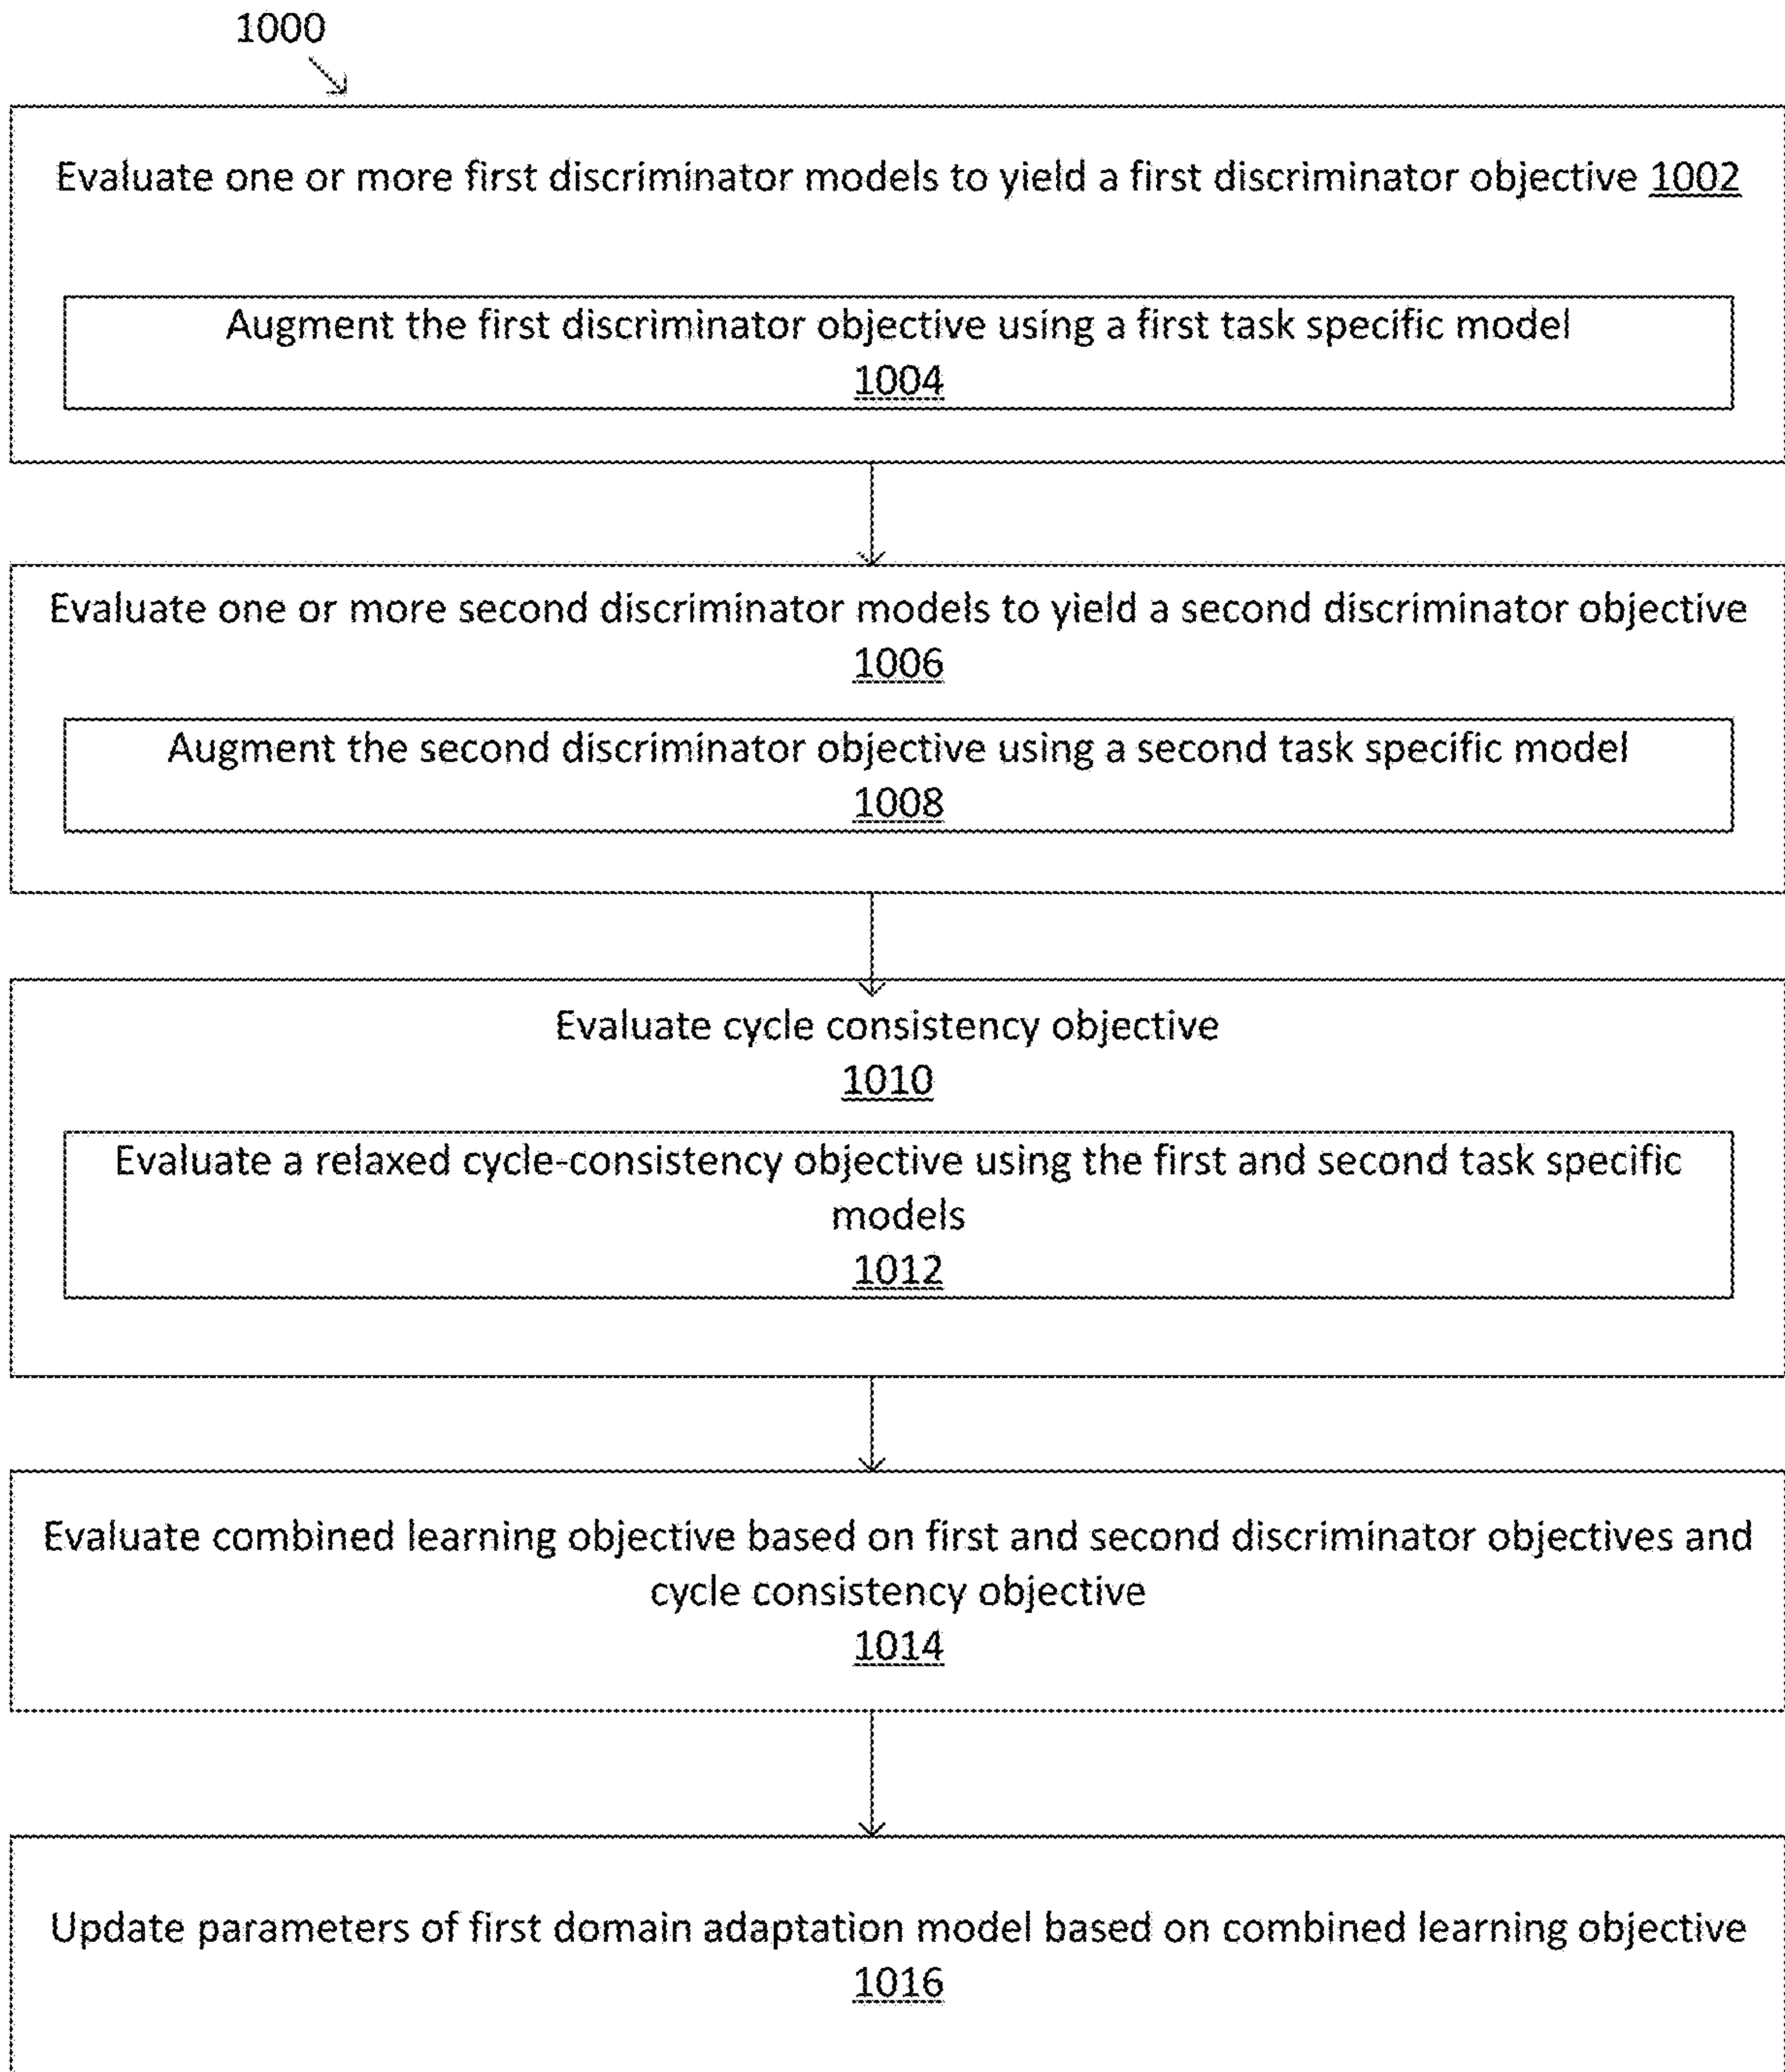 1000
Evaluate one or more first discriminator models to yield a first discriminator objective 1002
Augment the first discriminator objective using a first task specific model
1004
Evaluate one or more second discriminator models to yield a second discriminator objective
1006
Augment the second discriminator objective using a second task specific model
1008
Evaluate cycle consistency objective
1010
Evaluate a relaxed cycle-consistency objective using the first and second task specific
models
1012
Evaluate combined learning objective based on first and second discriminator objectives and
cycle consistency objective
1014
Update parameters of first domain adaptation model based on combined learning objective
1016